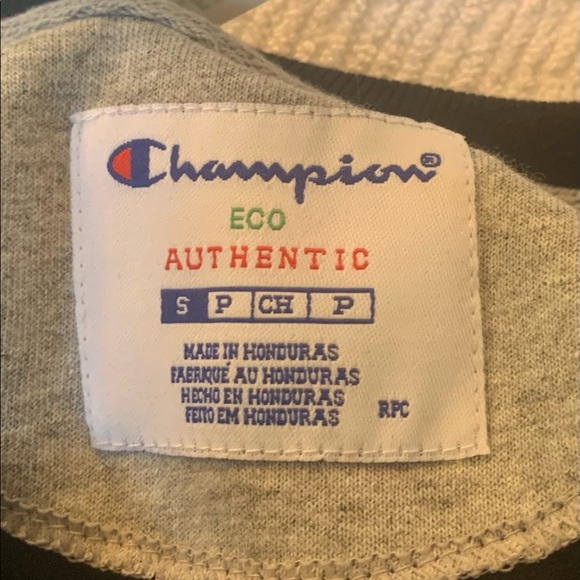 Champion®
ECO
AUTHENTIC
S P CH P
MADE IN HONDURAS
FABRIQUÉ AU HONDURAS
HECHO EN HONDURAS
FEITO EM HONDURAS
RPC